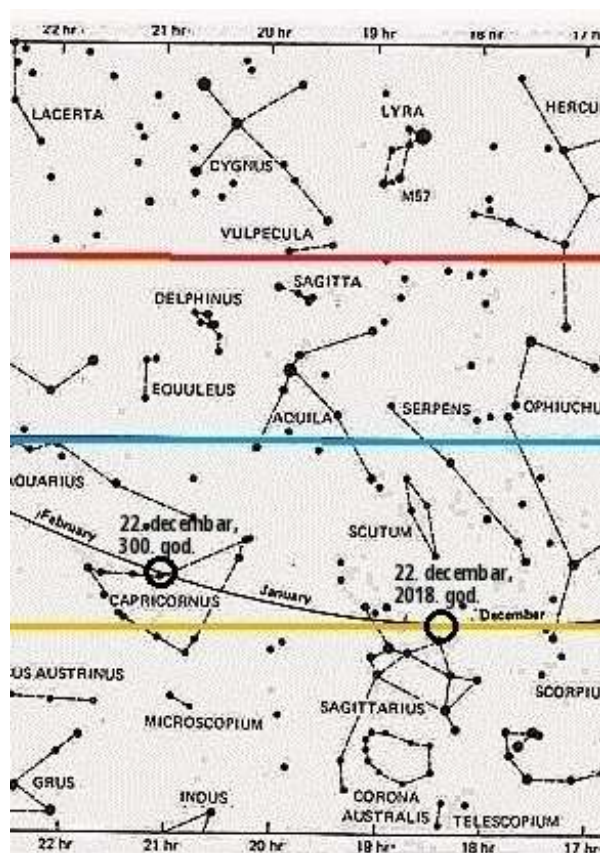 22 hr 21 hr 20 hr 19 hr 18 hr 17 hr
LACERTA
LYRA
HERCU
CYGNUS
M57
VULPECULA
SAGITTA
DELPHINUS
EQUULEUS
AQUILA
SERPENS
OPHIUCHU
AQUARIUS
February
22. decembar,
300. god.
SCUTUM
January
22. decembar,
2018. god.
CAPRICORNUS
December
US AUSTRINUS
SAGITTARIUS
SCORPIU
MICROSCOPIUM
GRUS
INDUS
CORONA
AUSTRALIS
TELESCOPIUM
22 hr 21 hr 20 hr 19 hr 18 hr 17 hr